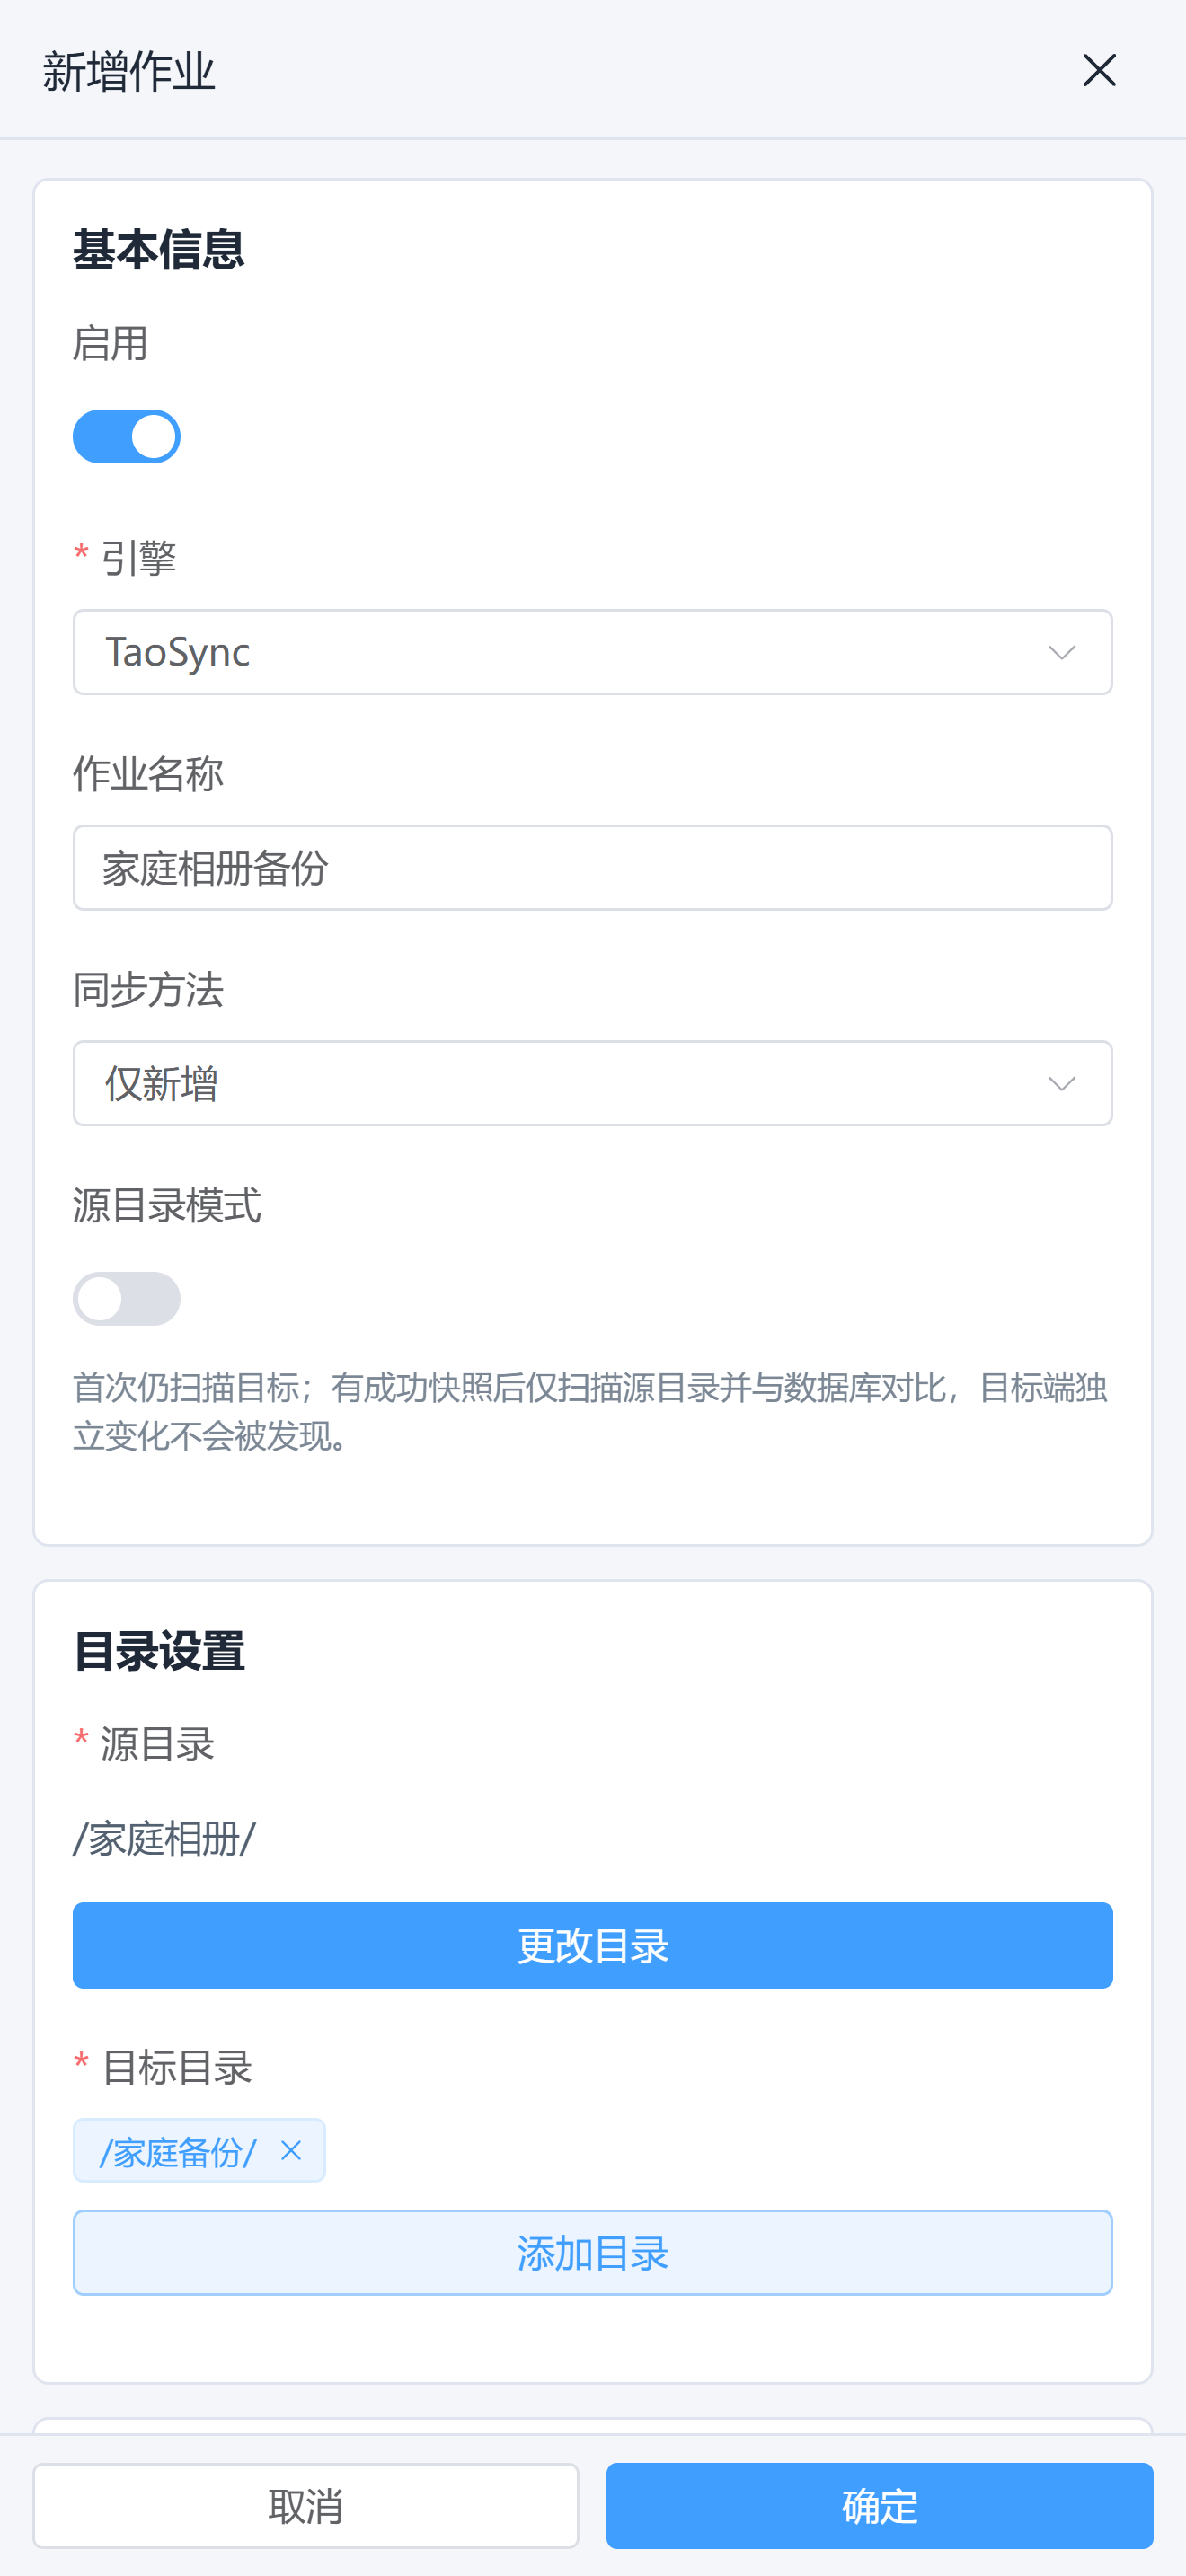 新增作业
基本信息
启用
* 引擎
TaoSync
作业名称
家庭相册备份
同步方法
仅新增
源目录模式
首次仍扫描目标；有成功快照后仅扫描源目录并与数据库对比，目标端独
立变化不会被发现。
目录设置
* 源目录
/家庭相册/
更改目录
* 目标目录
/家庭备份/
添加目录
取消
确定